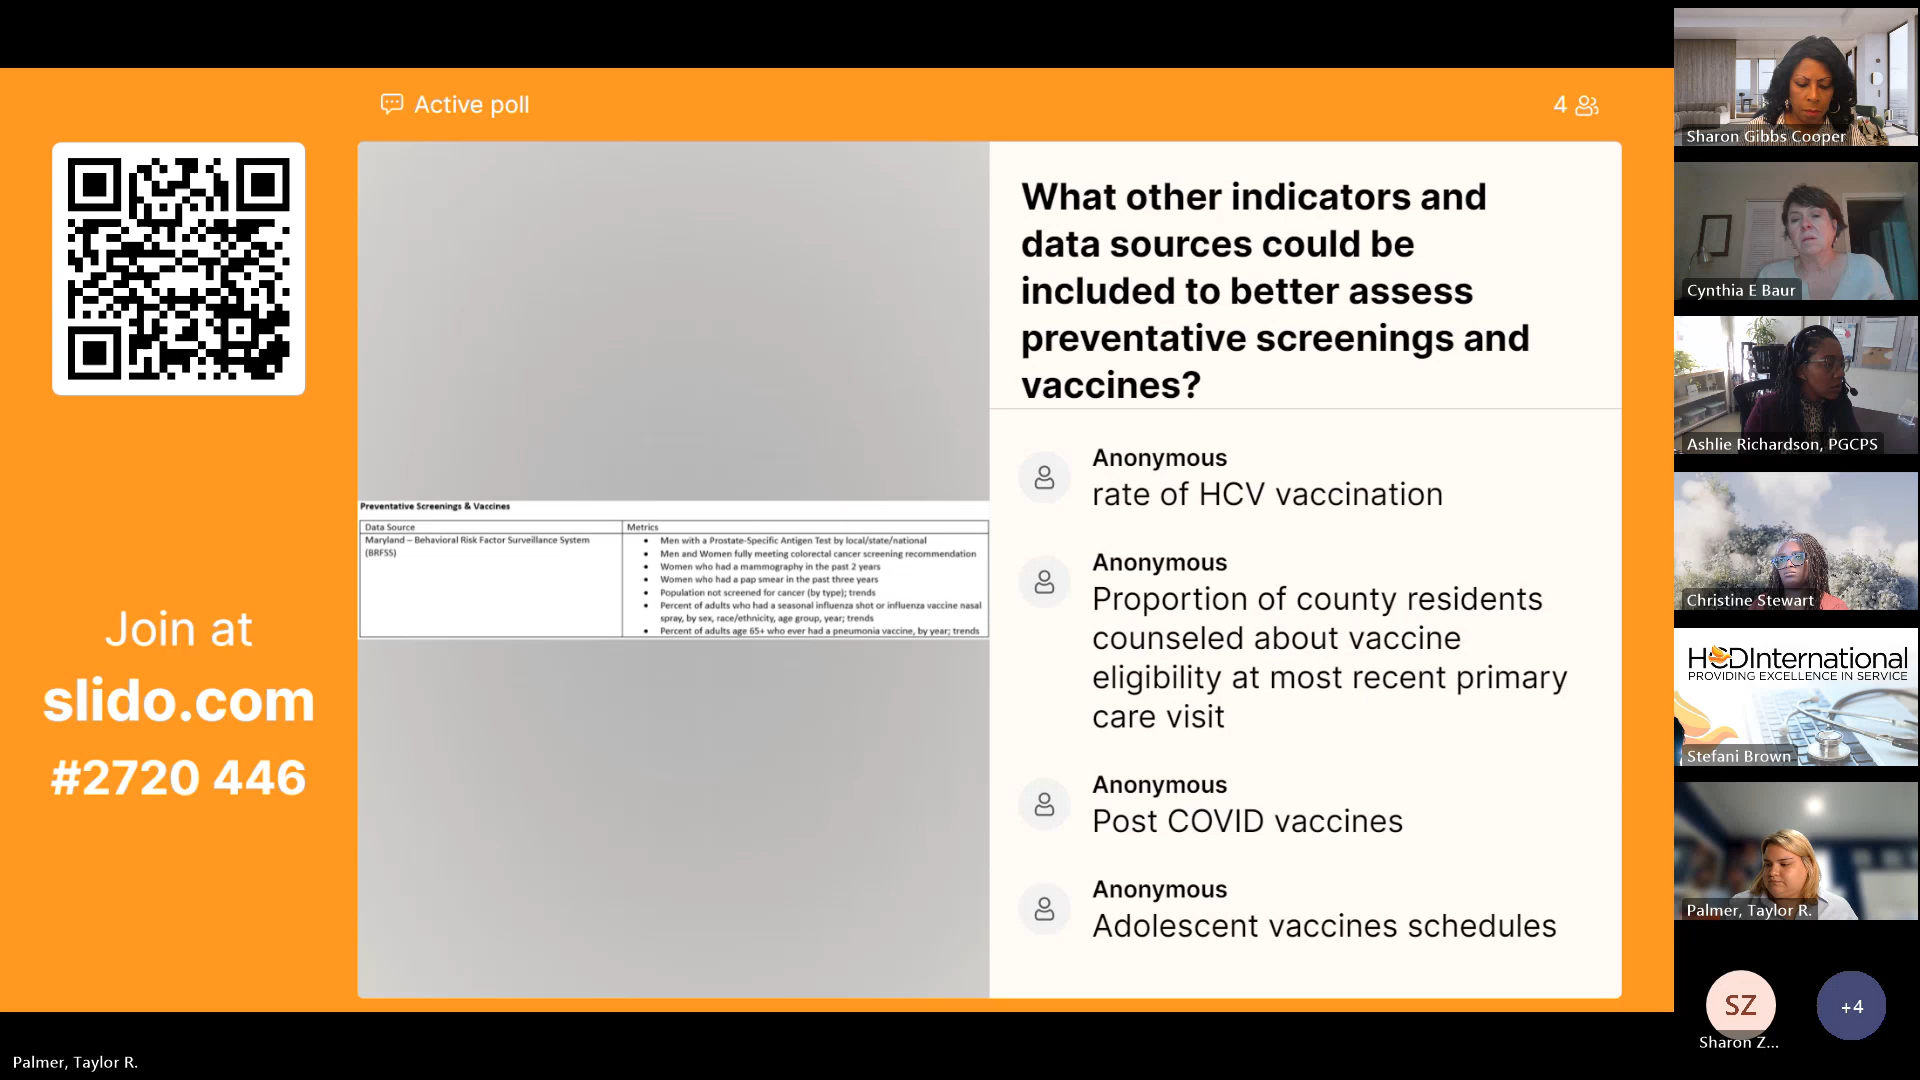 Active poll
4
Join at
slido.com
#2720 446
Preventative Screenings & Vaccines
Data Source
Metrics
Maryland – Behavioral Risk Factor Surveillance System
(BRFSS)
• Men with a Prostate-Specific Antigen Test by local/state/national
• Men and Women fully meeting colorectal cancer screening recommendation
• Women who had a mammography in the past 2 years
• Women who had a pap smear in the past three years
• Population not screened for cancer (by type); trends
• Percent of adults who had a seasonal influenza shot or influenza vaccine nasal
spray, by sex, race/ethnicity, age group, year; trends
• Percent of adults age 65+ who ever had a pneumonia vaccine, by year; trends
What other indicators and
data sources could be
included to better assess
preventative screenings and
vaccines?
Anonymous
rate of HCV vaccination
Anonymous
Proportion of county residents
counseled about vaccine
eligibility at most recent primary
care visit
Anonymous
Post COVID vaccines
Anonymous
Adolescent vaccines schedules
Sharon Gibbs Cooper
Cynthia E Baur
Ashlie Richardson, PGCPS
Christine Stewart
HSDInternational
PROVIDING EXCELLENCE IN SERVICE
Stefani Brown
Palmer, Taylor R.
SZ
+4
Sharon Z...
Palmer, Taylor R.